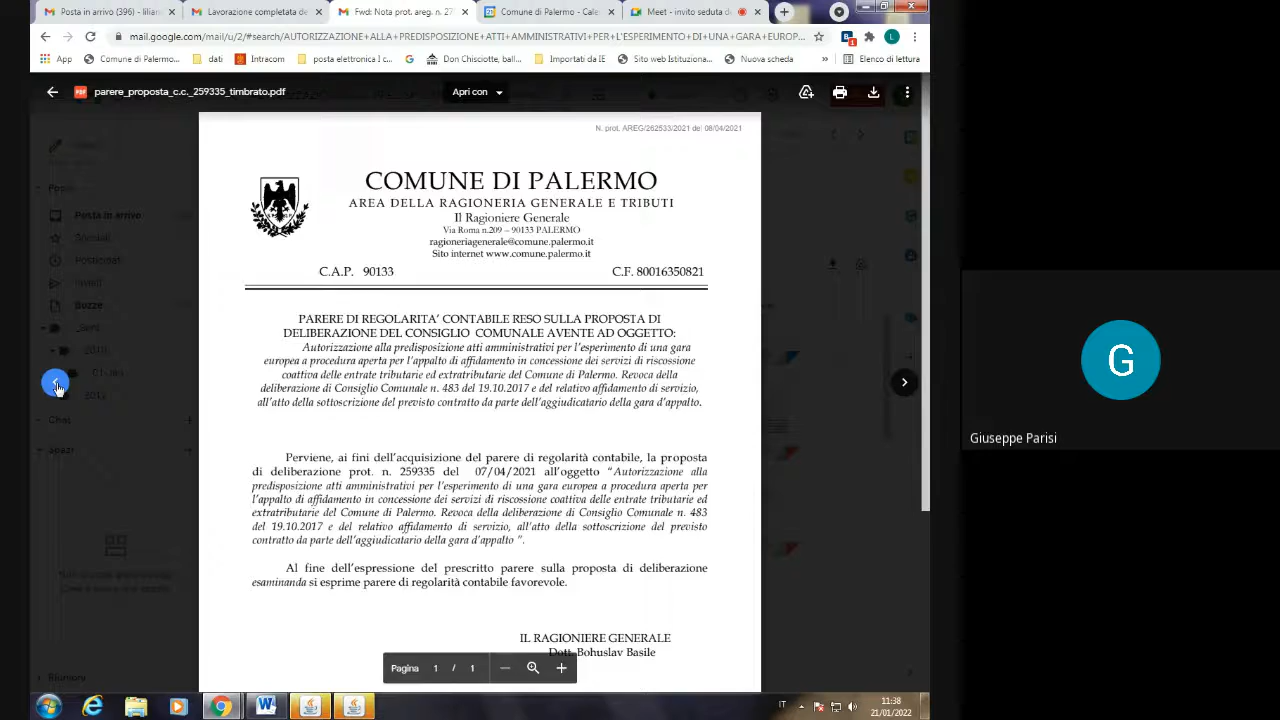 Posta in arrivo (396) - lilian
Lavorazione completata de
Fwd: Nota prot. areg. n. 27
Comune di Palermo - Cale
Meet - invito seduta d
mail.google.com/mail/u/2/#search/AUTORIZZAZIONE+ALLA+PREDISPOSIZIONE+ATTI+AMMINISTRATIVI+PER+L'ESPERIMENTO+DI+UNA+GARA+EUROP...
App
Comune di Palermo...
dati
Intracom
posta elettronica I c...
Don Chisciotte, ball...
Importati da IE
Sito web Istituziona...
Nuova scheda
»
Elenco di lettura
parere_proposta_c.c._259335_timbrato.pdf
Apri con
N. prot. AREG/262533/2021 del 08/04/2021
COMUNE DI PALERMO
AREA DELLA RAGIONERIA GENERALE E TRIBUTI
Il Ragioniere Generale
Via Roma n.209 – 90133 PALERMO
ragioneriagenerale@comune.palermo.it
Sito internet www.comune.palermo.it
C.A.P. 90133
C.F. 80016350821
PARERE DI REGOLARITA' CONTABILE RESO SULLA PROPOSTA DI
DELIBERAZIONE DEL CONSIGLIO COMUNALE AVENTE AD OGGETTO:
Autorizzazione alla predisposizione atti amministrativi per l'esperimento di una gara
europea a procedura aperta per l'appalto di affidamento in concessione dei servizi di riscossione
coattiva delle entrate tributarie ed extratributarie del Comune di Palermo. Revoca della
deliberazione di Consiglio Comunale n. 483 del 19.10.2017 e del relativo affidamento di servizio,
all'atto della sottoscrizione del previsto contratto da parte dell'aggiudicatario della gara d'appalto.
Perviene, ai fini dell'acquisizione del parere di regolarità contabile, la proposta
di deliberazione prot. n. 259335 del 07/04/2021 all'oggetto "Autorizzazione alla
predisposizione atti amministrativi per l'esperimento di una gara europea a procedura aperta per
l'appalto di affidamento in concessione dei servizi di riscossione coattiva delle entrate tributarie ed
extratributarie del Comune di Palermo. Revoca della deliberazione di Consiglio Comunale n. 483
del 19.10.2017 e del relativo affidamento di servizio, all'atto della sottoscrizione del previsto
contratto da parte dell'aggiudicatario della gara d'appalto ".
Al fine dell'espressione del prescritto parere sulla proposta di deliberazione
esaminanda si esprime parere di regolarità contabile favorevole.
IL RAGIONIERE GENERALE
Dott. Bohuslav Basile
Pagina 1 / 1
Posta in arrivo
Speciali
Posticipati
Inviati
Bozze
Chat
Spazi
G
Giuseppe Parisi
IT
11:38
21/01/2022